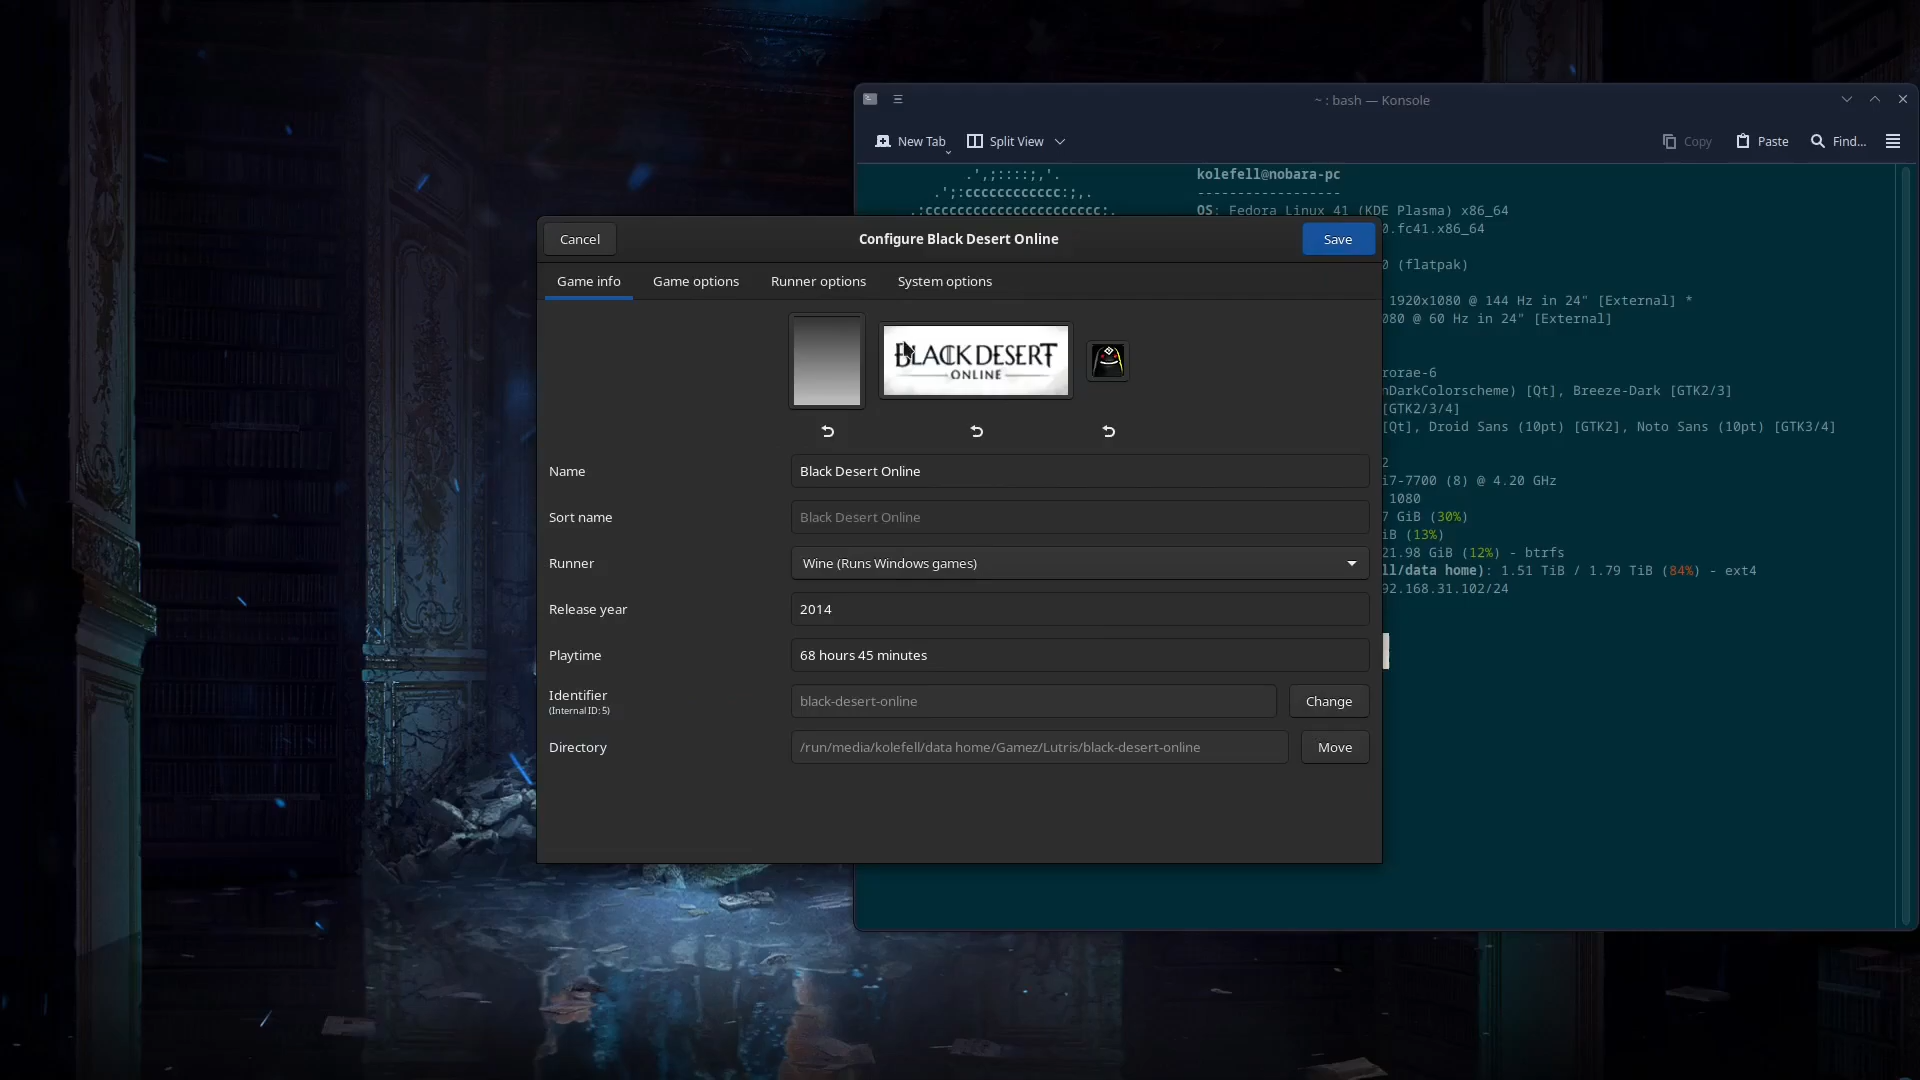 ~ : bash — Konsole
New Tab
Split View
Copy
Paste
Find...
.',;::::;,'.
kolefell@nobara-pc
.';:cccccccccccc:;,.
------------------
.;cccccccccccccccccccccc;.
OS: Fedora Linux 41 (KDE Plasma) x86_64
0.fc41.x86_64
0 (flatpak)
1920x1080 @ 144 Hz in 24" [External] *
080 @ 60 Hz in 24" [External]
rorae-6
nDarkColorscheme) [Qt], Breeze-Dark [GTK2/3]
[GTK2/3/4]
[Qt], Droid Sans (10pt) [GTK2], Noto Sans (10pt) [GTK3/4]
2
i7-7700 (8) @ 4.20 GHz
1080
7 GiB (30%)
iB (13%)
21.98 GiB (12%) - btrfs
ll/data home): 1.51 TiB / 1.79 TiB (84%) - ext4
92.168.31.102/24
Cancel
Configure Black Desert Online
Save
Game info
Game options
Runner options
System options
BLACK DESERT
ONLINE
Name
Black Desert Online
Sort name
Black Desert Online
Runner
Wine (Runs Windows games)
Release year
2014
Playtime
68 hours 45 minutes
Identifier
(Internal ID: 5)
black-desert-online
Change
Directory
/run/media/kolefell/data home/Gamez/Lutris/black-desert-online
Move